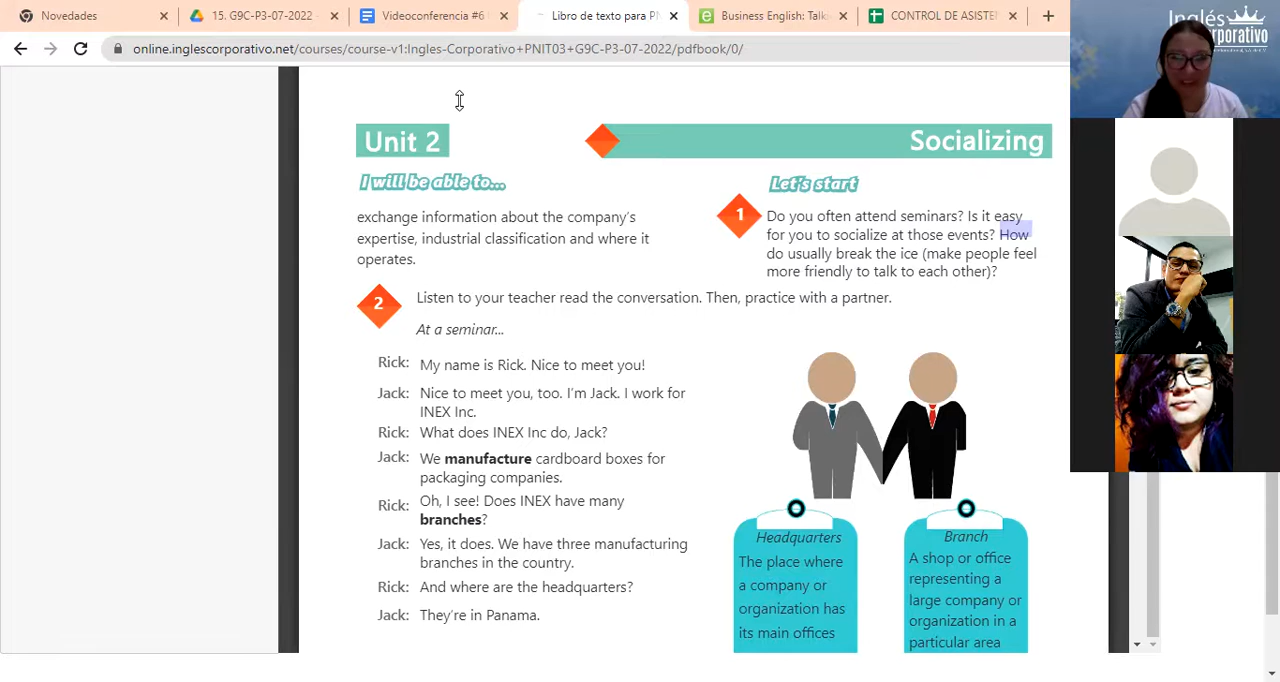 Novedades
15. G9C-P3-07-2022
Videoconferencia #6
Libro de texto para PN
Business English: Talk
CONTROL DE ASISTE
online.inglescorporativo.net/courses/course-v1:Ingles-Corporativo+PNIT03+G9C-P3-07-2022/pdfbook/0/
Inglés
Corporativo
Unit 2
Socializing
I will be able to...
exchange information about the company's
expertise, industrial classification and where it
operates.
Let's start
1
Do you often attend seminars? Is it easy
for you to socialize at those events? How
do usually break the ice (make people feel
more friendly to talk to each other)?
2
Listen to your teacher read the conversation. Then, practice with a partner.
At a seminar...
Rick: My name is Rick. Nice to meet you!
Jack: Nice to meet you, too. I'm Jack. I work for
INEX Inc.
Rick: What does INEX Inc do, Jack?
Jack: We manufacture cardboard boxes for
packaging companies.
Rick: Oh, I see! Does INEX have many
branches?
Jack: Yes, it does. We have three manufacturing
branches in the country.
Rick: And where are the headquarters?
Jack: They're in Panama.
Headquarters
The place where
a company or
organization has
its main offices
Branch
A shop or office
representing a
large company or
organization in a
particular area